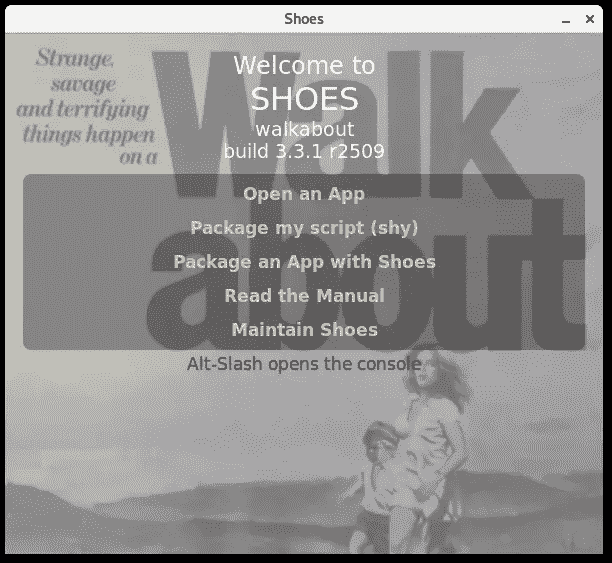 Shoes
Strange,
savage
and terrifying
things happen
on a
Walk
about
Welcome to
SHOES
walkabout
build 3.3.1 r2509
Open an App
Package my script (shy)
Package an App with Shoes
Read the Manual
Maintain Shoes
Alt-Slash opens the console